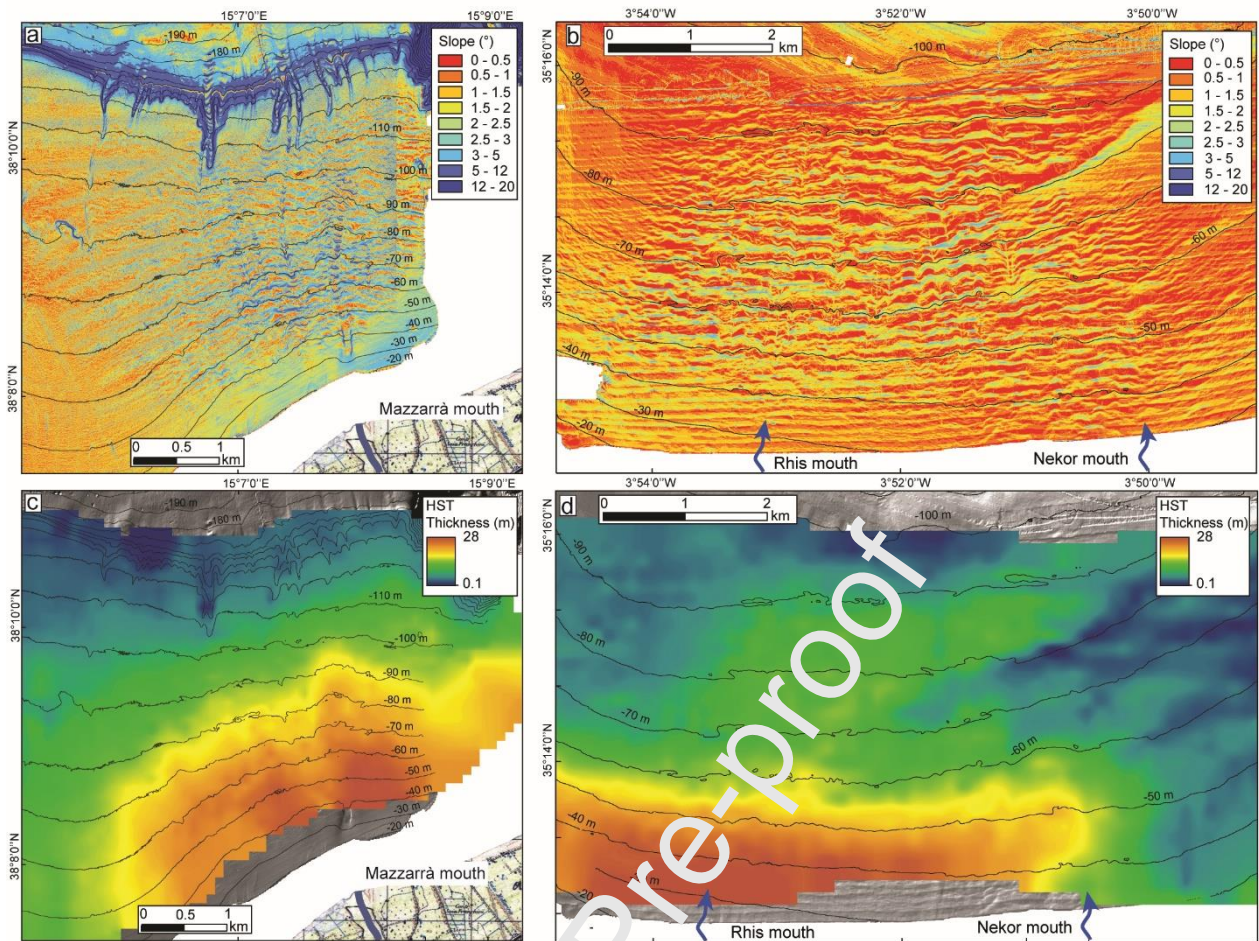 a
15°7'0"E
15°9'0"E
-190 m
-180 m
Slope (°)
0 - 0.5
0.5 - 1
1 - 1.5
1.5 - 2
2 - 2.5
2.5 - 3
3 - 5
5 - 12
12 - 20
38°10'0"N
38°8'0"N
-110 m
-100 m
-90 m
-80 m
-70 m
-60 m
-50 m
-40 m
-30 m
-20 m
Mazzarrà mouth
0 0.5 1
km
b
3°54'0"W
3°52'0"W
3°50'0"W
0 1 2
km
-100 m
Slope (°)
0 - 0.5
0.5 - 1
1 - 1.5
1.5 - 2
2 - 2.5
2.5 - 3
3 - 5
5 - 12
12 - 20
35°16'0"N
35°14'0"N
-90 m
-80 m
-70 m
-60 m
-50 m
-40 m
-30 m
-20 m
Rhis mouth
Nekor mouth
c
15°7'0"E
15°9'0"E
-190 m
-180 m
HST
Thickness (m)
28
0.1
38°10'0"N
38°8'0"N
-110 m
-100 m
-90 m
-80 m
-70 m
-60 m
-50 m
-40 m
-30 m
-20 m
Mazzarrà mouth
0 0.5 1
km
d
3°54'0"W
3°52'0"W
3°50'0"W
0 1 2
km
-100 m
HST
Thickness (m)
28
0.1
35°16'0"N
35°14'0"N
-90 m
-80 m
-70 m
-60 m
-50 m
-40 m
-20
m
Rhis mouth
Nekor mouth
Pre-proof